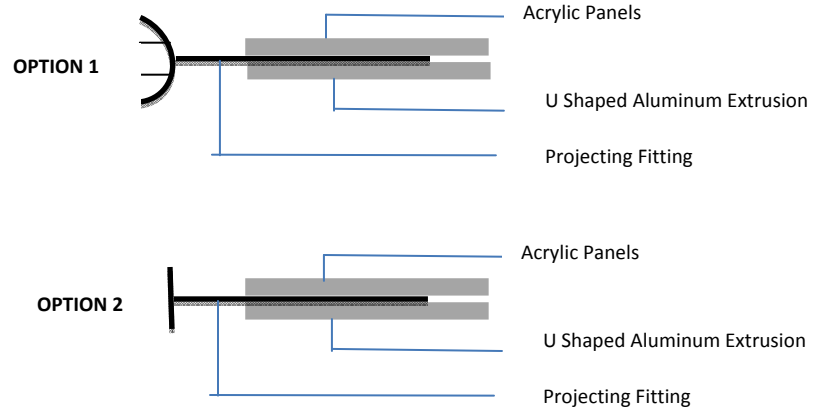 Acrylic Panels
OPTION 1
U Shaped Aluminum Extrusion
Projecting Fitting
Acrylic Panels
OPTION 2
U Shaped Aluminum Extrusion
Projecting Fitting